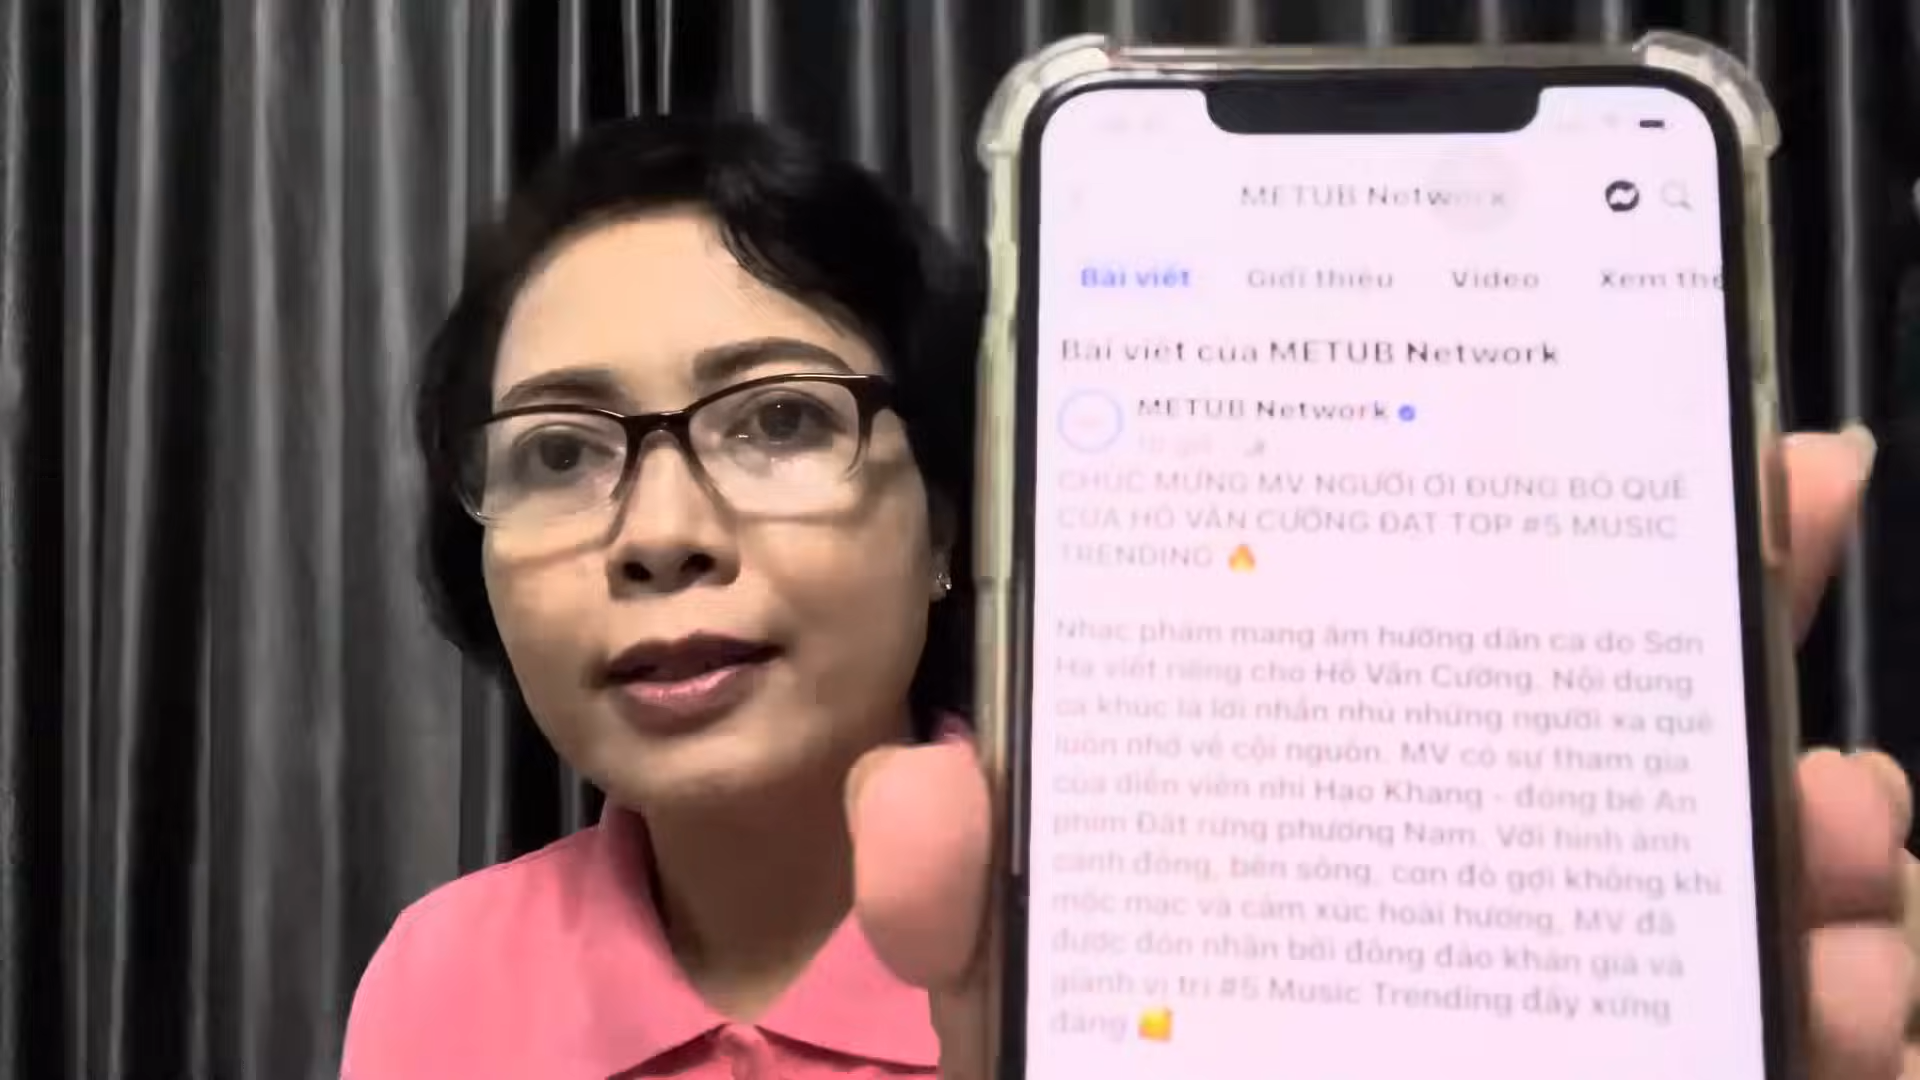 METUB Network
Bài viết Giới thiệu Video Xem thê
Bài viết của METUB Network
METUB Network
CHÚC MỪNG MV NGƯỜI ƠI ĐỪNG BỎ QUÊ
CỦA HỒ VĂN CƯỜNG ĐẠT TOP #5 MUSIC
TRENDING 🔥
Nhạc phẩm mang âm hưởng dân ca do Sơn
Hạ viết riêng cho Hồ Văn Cường. Nội dung
ca khúc là lời nhắn nhủ những người xa quê
luôn nhớ về cội nguồn. MV có sự tham gia
của diễn viên nhí Hạo Khang - đóng bé An
phim Đất rừng phương Nam. Với hình ảnh
cánh đồng, bến sông, con đò gợi không khí
mộc mạc và cảm xúc hoài hương, MV đã
được đón nhận bởi đông đảo khán giả và
giành vị trí #5 Music Trending đầy xứng
đáng 🥰